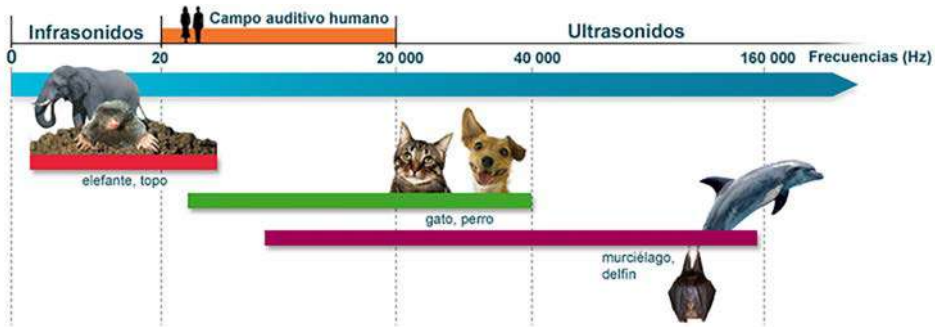 Campo auditivo humano
Infrasonidos
Ultrasonidos
0 20 20 000 40 000 160 000 Frecuencias (Hz)
elefante, topo
gato, perro
murciélago,
delfín